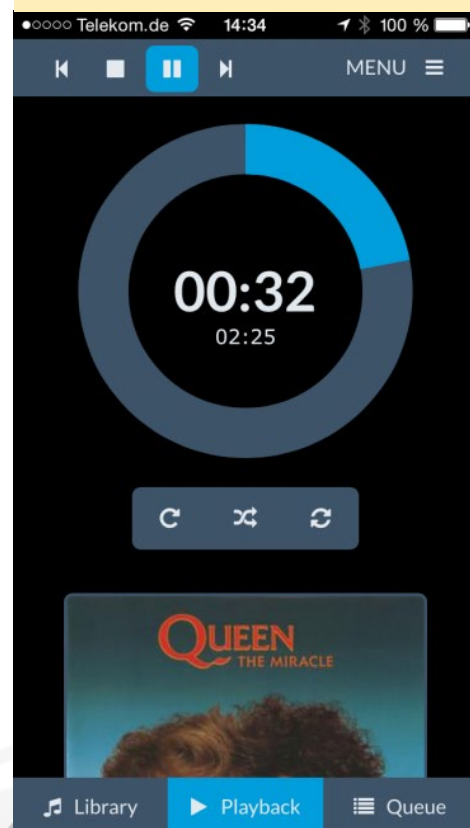 Telekom.de 14:34 100 %
MENU
00:32
02:25
QUEEN
THE MIRACLE
Library Playback Queue